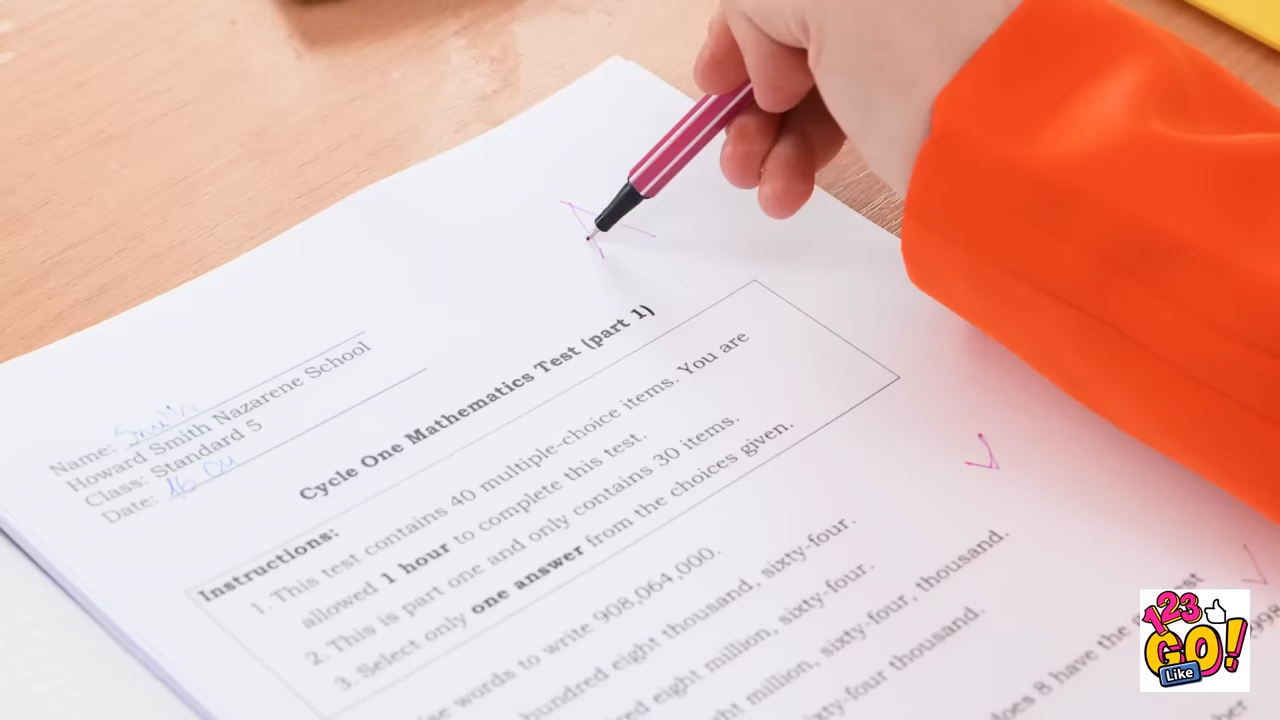 Name: Smith
Howard Smith Nazarene School
Class: Standard 5
Date:
Cycle One Mathematics Test (part 1)
Instructions:
1. This test contains 40 multiple-choice items. You are
allowed 1 hour to complete this test.
2. This is part one and only contains 30 items.
3. Select only one answer from the choices given.
words to write 908,064,000.
hundred eight thousand, sixty-four.
eight million, sixty-four.
million, sixty-four, thousand.
sixty-four thousand.
does 8 have the
123
GO!
Like